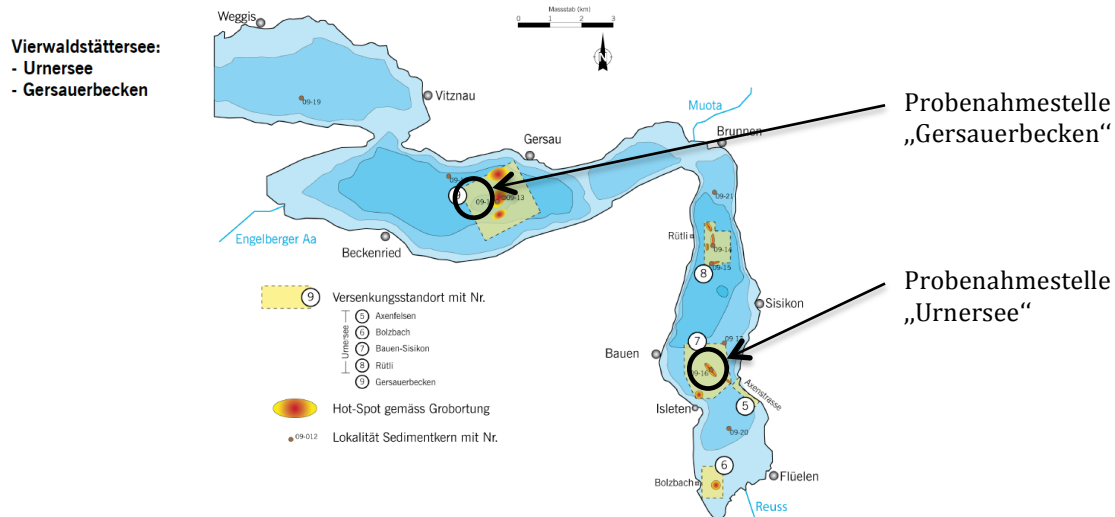 Vierwaldstättersee:
- Urnersee
- Gersauerbecken
Weggis
Massstab (km)
0 1 2 3
N
Vitznau
09-19
Gersau
Muota
Brunnen
Probenahmestelle
„Gersauerbecken“
9
09-13
09-21
Engelberger Aa
Beckenried
Rütli
09-14
09-15
8
Sisikon
Probenahmestelle
„Urnersee“
9 Versenkungsstandort mit Nr.
Urnersee
5 Axenfelsen
6 Bolzbach
7 Bauen-Sisikon
8 Rütli
9 Gersauerbecken
7
Bauen
09-16
Axenstrasse
5
Isleten
Hot-Spot gemäss Grobortung
09-012 Lokalität Sedimentkern mit Nr.
09-20
6
Bolzbach
Flüelen
Reuss